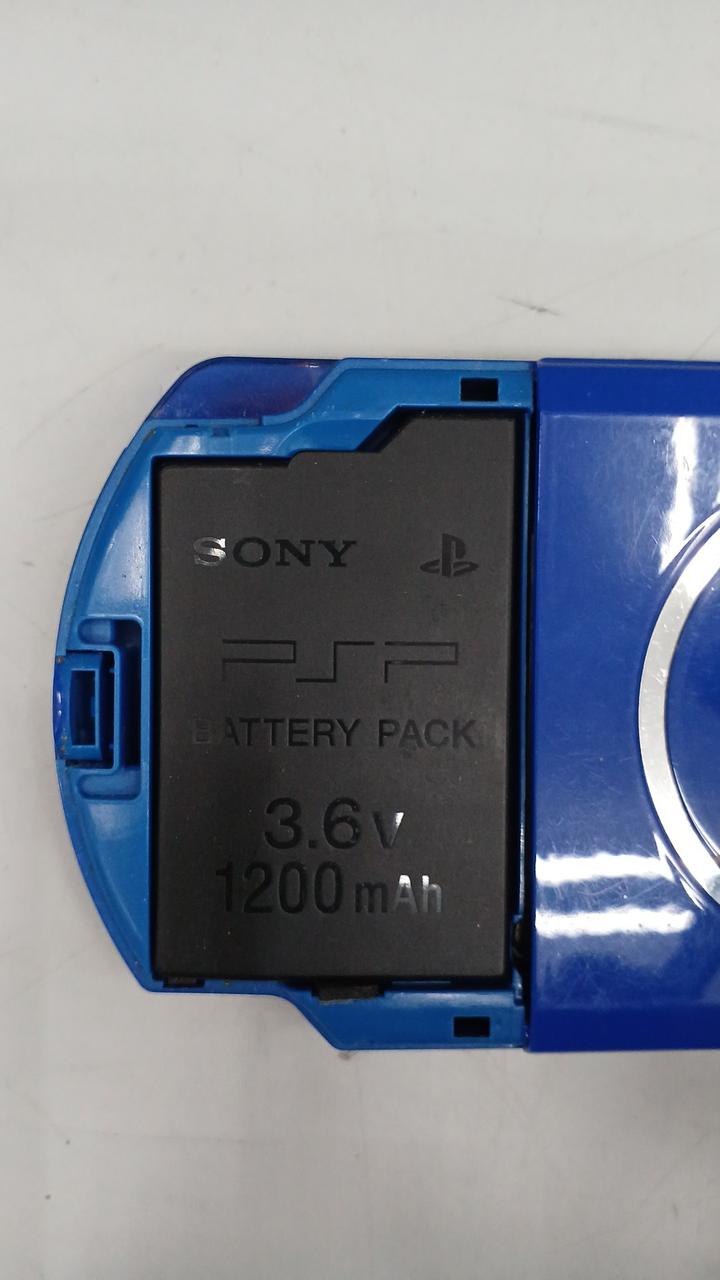 SONY
PSP
BATTERY PACK
3.6V
1200mAh